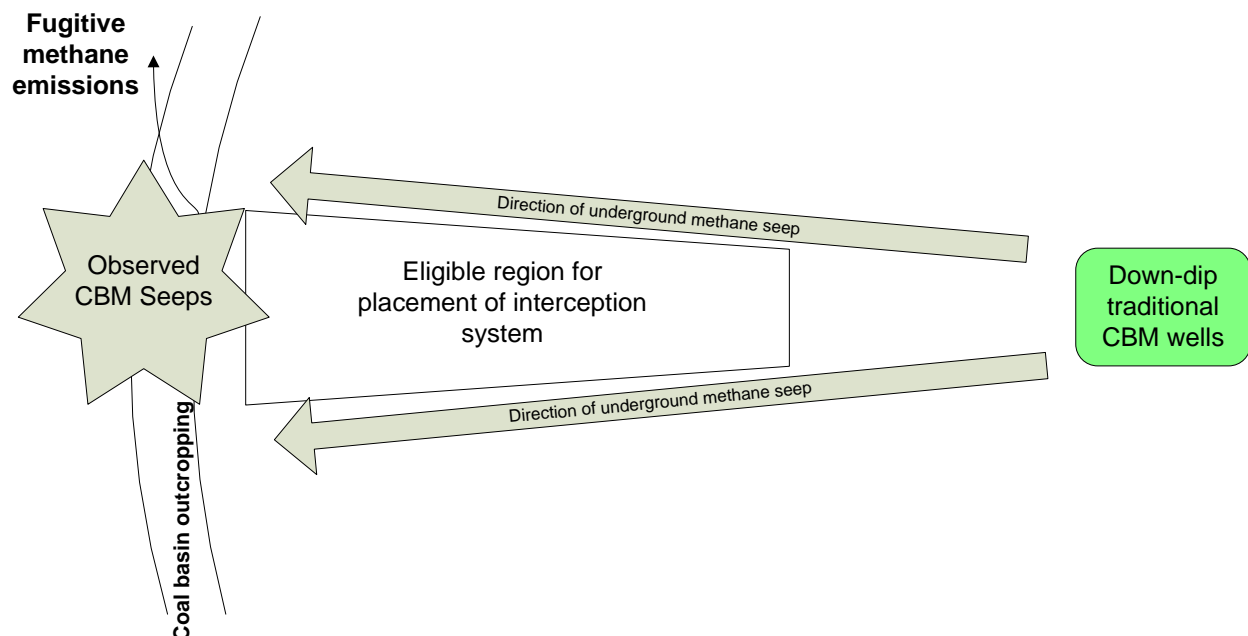 Fugitive
methane
emissions
Direction of underground methane seep
Observed
CBM Seeps
Eligible region for
placement of interception
system
Down-dip
traditional
CBM wells
Direction of underground methane seep
Coal basin outcropping